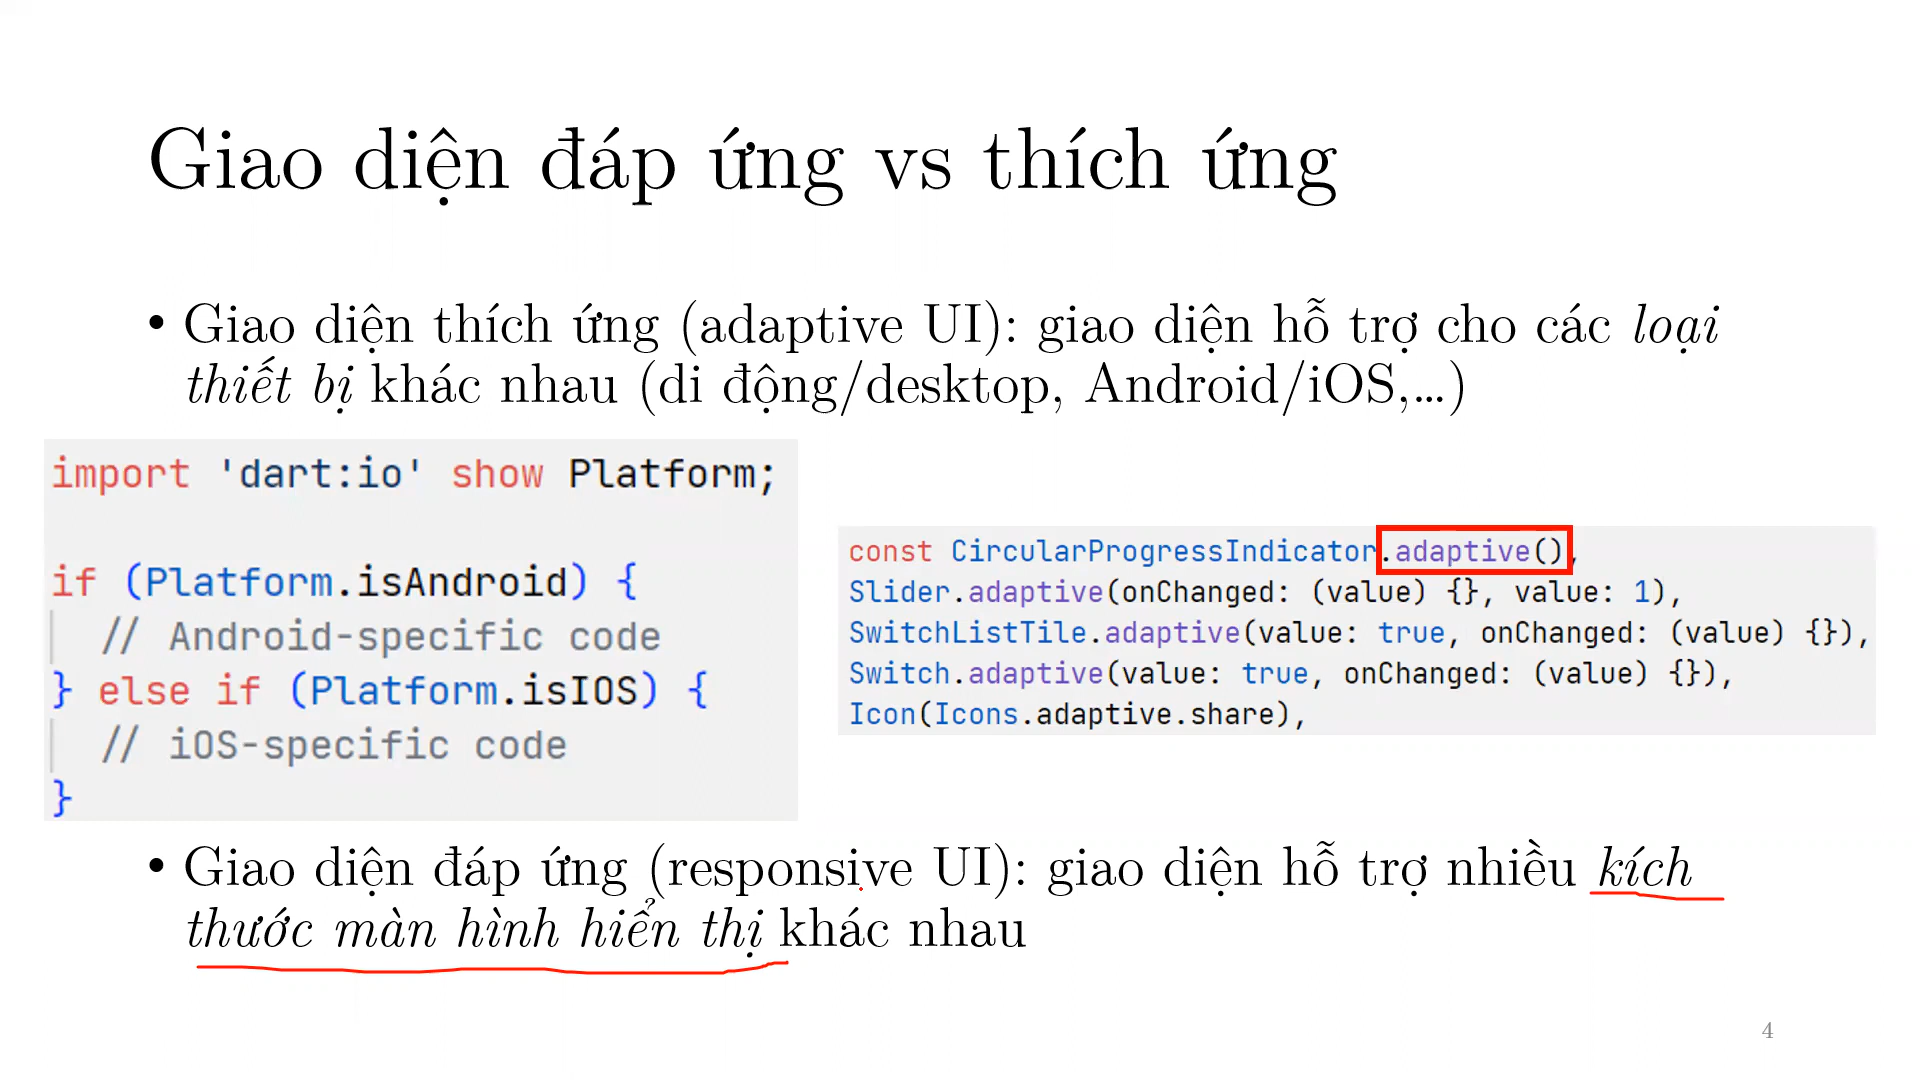 Giao diện đáp ứng vs thích ứng
• Giao diện thích ứng (adaptive UI): giao diện hỗ trợ cho các loại
thiết bị khác nhau (di động/desktop, Android/iOS,…)
import 'dart:io' show Platform;
if (Platform.isAndroid) {
// Android-specific code
} else if (Platform.isIOS) {
// iOS-specific code
}
const CircularProgressIndicator.adaptive(),
Slider.adaptive(onChanged: (value) {}, value: 1),
SwitchListTile.adaptive(value: true, onChanged: (value) {}),
Switch.adaptive(value: true, onChanged: (value) {}),
Icon(Icons.adaptive.share),
• Giao diện đáp ứng (responsive UI): giao diện hỗ trợ nhiều kích
thước màn hình hiển thị khác nhau
4